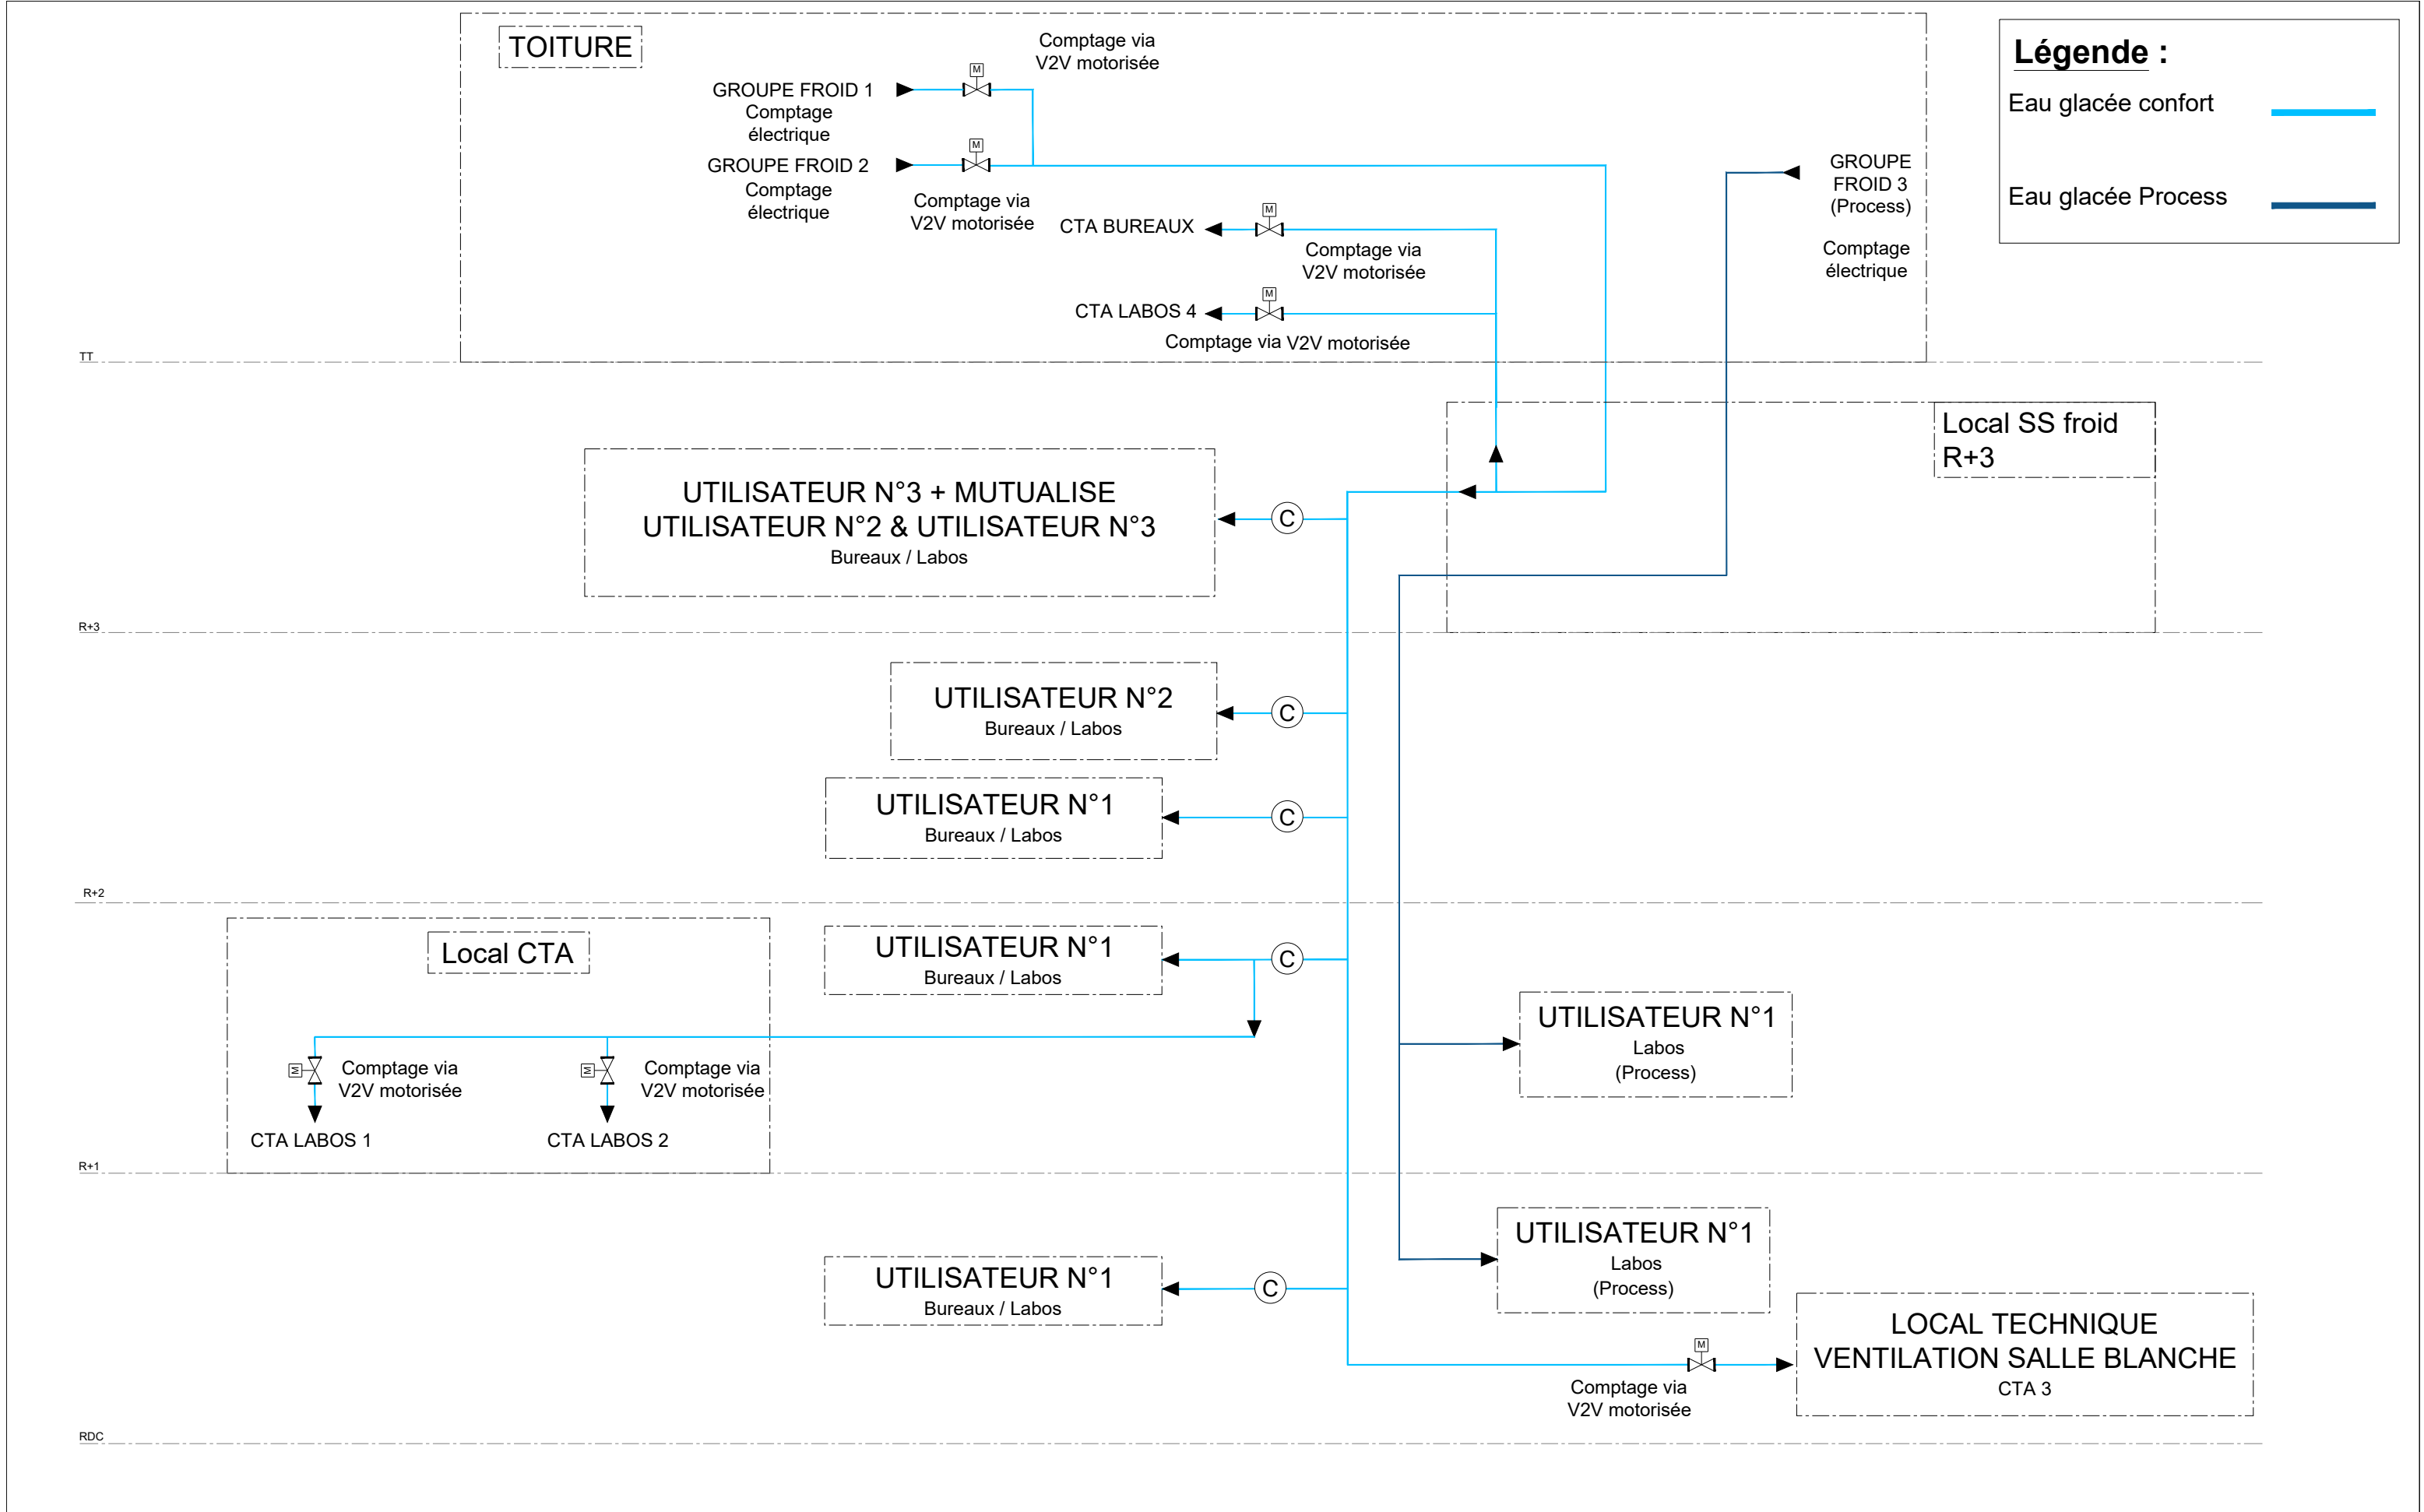 TOITURE
Comptage via
V2V motorisée
M
GROUPE FROID 1
Comptage
électrique
M
GROUPE FROID 2
Comptage
électrique
Comptage via
V2V motorisée
M
CTA BUREAUX
Comptage via
V2V motorisée
M
CTA LABOS 4
Comptage via V2V motorisée
GROUPE
FROID 3
(Process)
Comptage
électrique
Légende :
Eau glacée confort
Eau glacée Process
TT
Local SS froid
R+3
UTILISATEUR N°3 + MUTUALISE
UTILISATEUR N°2 & UTILISATEUR N°3
Bureaux / Labos
C
R+3
UTILISATEUR N°2
Bureaux / Labos
C
UTILISATEUR N°1
Bureaux / Labos
C
R+2
Local CTA
UTILISATEUR N°1
Bureaux / Labos
C
M
Comptage via
V2V motorisée
M
Comptage via
V2V motorisée
CTA LABOS 1
CTA LABOS 2
UTILISATEUR N°1
Labos
(Process)
R+1
UTILISATEUR N°1
Labos
(Process)
UTILISATEUR N°1
Bureaux / Labos
C
M
Comptage via
V2V motorisée
LOCAL TECHNIQUE
VENTILATION SALLE BLANCHE
CTA 3
RDC